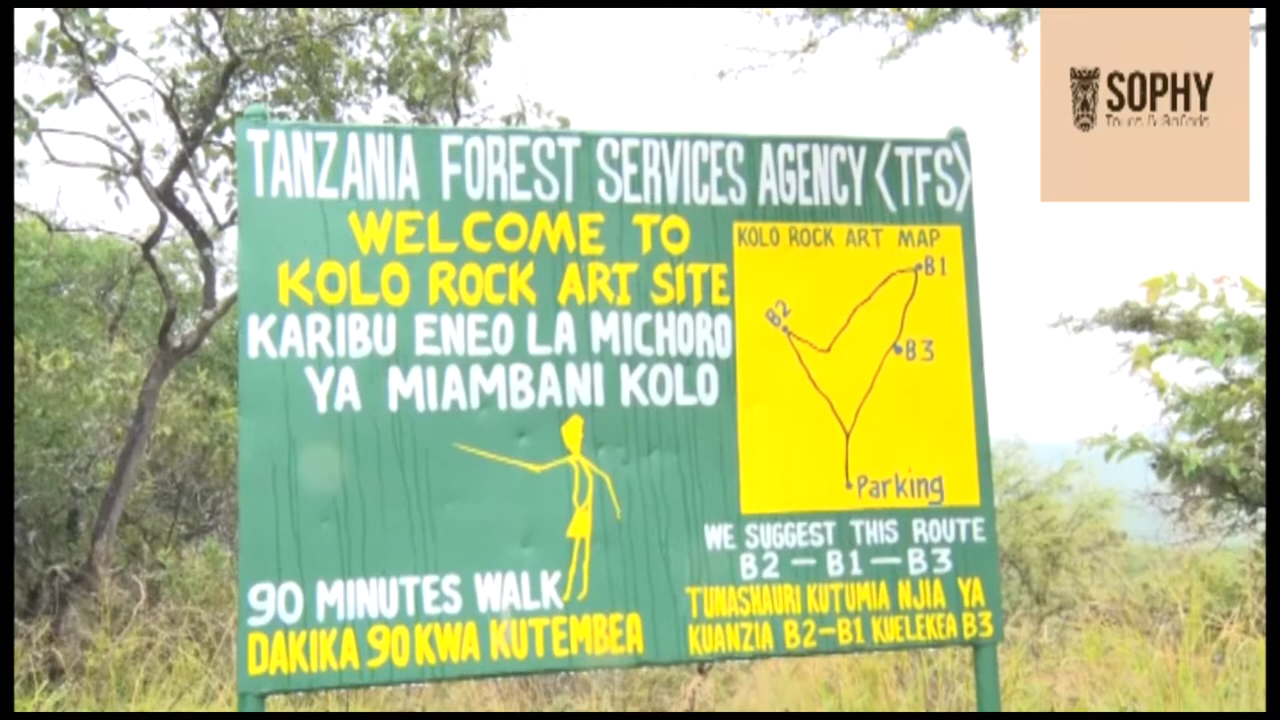 TANZANIA FOREST SERVICES AGENCY (TFS)
WELCOME TO
KOLO ROCK ART SITE
KARIBU ENEO LA MICHORO
YA MIAMBANI KOLO
90 MINUTES WALK
DAKIKA 90 KWA KUTEMBEA
KOLO ROCK ART MAP
B1
B2
B3
Parking
WE SUGGEST THIS ROUTE
B2 - B1 - B3
TUNASHAURI KUTUMIA NJIA YA
KUANZIA B2-B1 KUELEKEA B3
SOPHY
Tours & Safaris